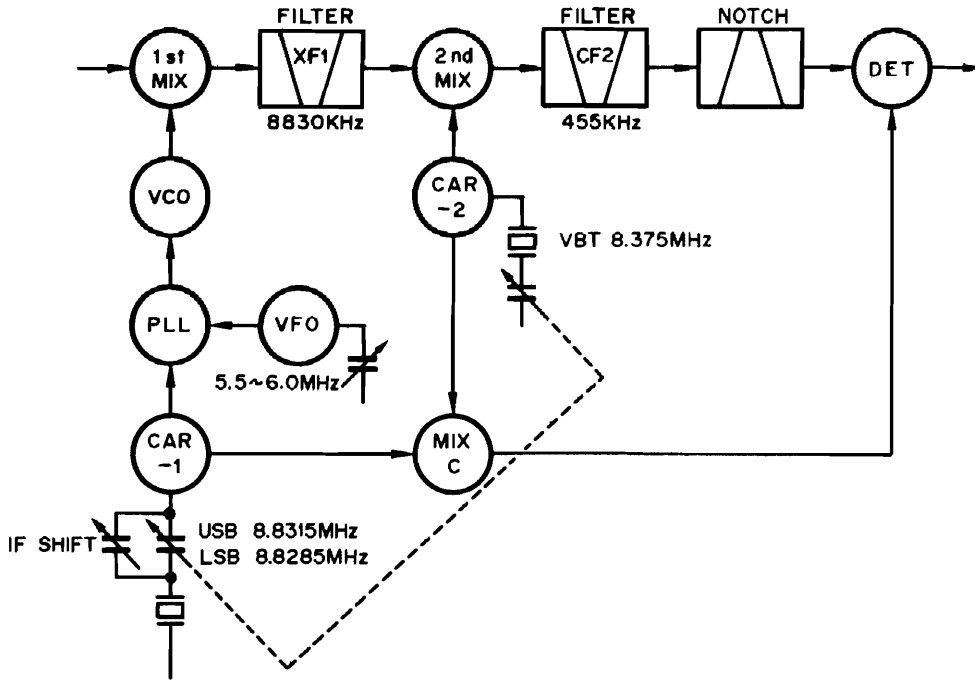 FILTER
FILTER
NOTCH
1st
MIX
XF1
2nd
MIX
CF2
DET
8830KHz
455KHz
VCO
CAR
-2
VBT 8.375MHz
PLL
VFO
5.5~6.0MHz
CAR
-1
MIX
C
IF SHIFT
USB 8.8315MHz
LSB 8.8285MHz